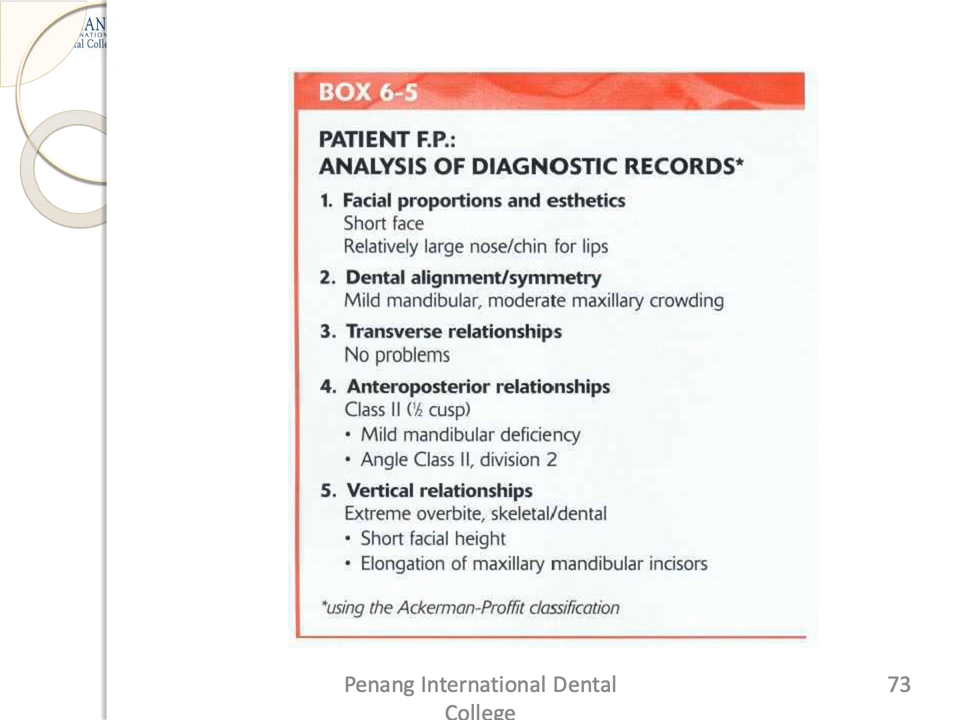 AN
NATION
tal Colle
BOX 6-5
PATIENT F.P.:
ANALYSIS OF DIAGNOSTIC RECORDS*
1. Facial proportions and esthetics
Short face
Relatively large nose/chin for lips
2. Dental alignment/symmetry
Mild mandibular, moderate maxillary crowding
3. Transverse relationships
No problems
4. Anteroposterior relationships
Class II (½ cusp)
• Mild mandibular deficiency
• Angle Class II, division 2
5. Vertical relationships
Extreme overbite, skeletal/dental
• Short facial height
• Elongation of maxillary mandibular incisors
*using the Ackerman-Proffit classification
Penang International Dental
College
73